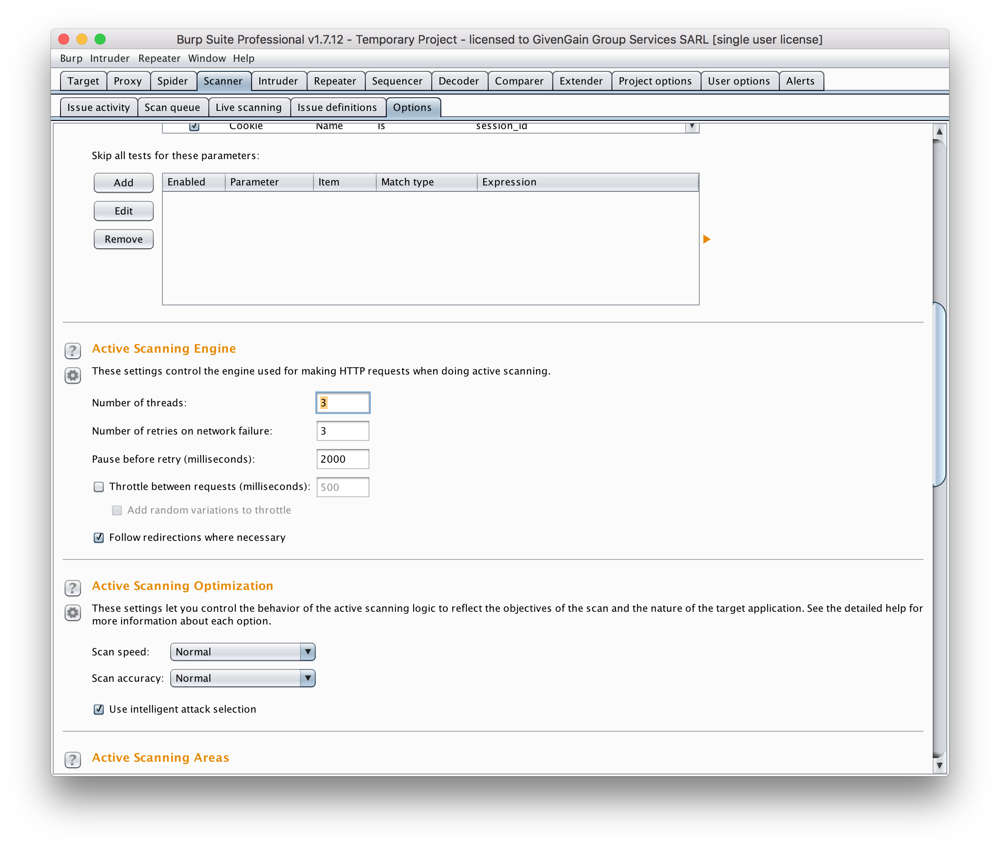 Burp Suite Professional v1.7.12 - Temporary Project - licensed to GivenGain Group Services SARL [single user license]
Burp Intruder Repeater Window Help
Target Proxy Spider Scanner Intruder Repeater Sequencer Decoder Comparer Extender Project options User options Alerts
Issue activity Scan queue Live scanning Issue definitions Options
Cookie Name Is session_id
Skip all tests for these parameters:
Add
Enabled Parameter Item Match type Expression
Edit
Remove
? Active Scanning Engine
These settings control the engine used for making HTTP requests when doing active scanning.
Number of threads: 3
Number of retries on network failure: 3
Pause before retry (milliseconds): 2000
Throttle between requests (milliseconds): 500
Add random variations to throttle
Follow redirections where necessary
? Active Scanning Optimization
These settings let you control the behavior of the active scanning logic to reflect the objectives of the scan and the nature of the target application. See the detailed help for
more information about each option.
Scan speed: Normal
Scan accuracy: Normal
Use intelligent attack selection
? Active Scanning Areas